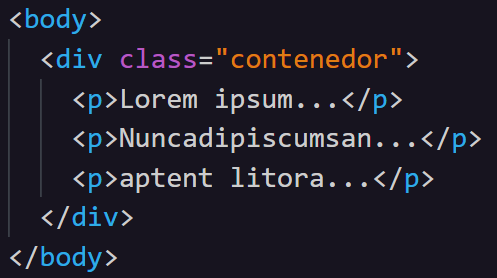 <body>
<div class="contenedor">
<p>Lorem ipsum...</p>
<p>Nuncadipiscumsan...</p>
<p>aptent litora...</p>
</div>
</body>